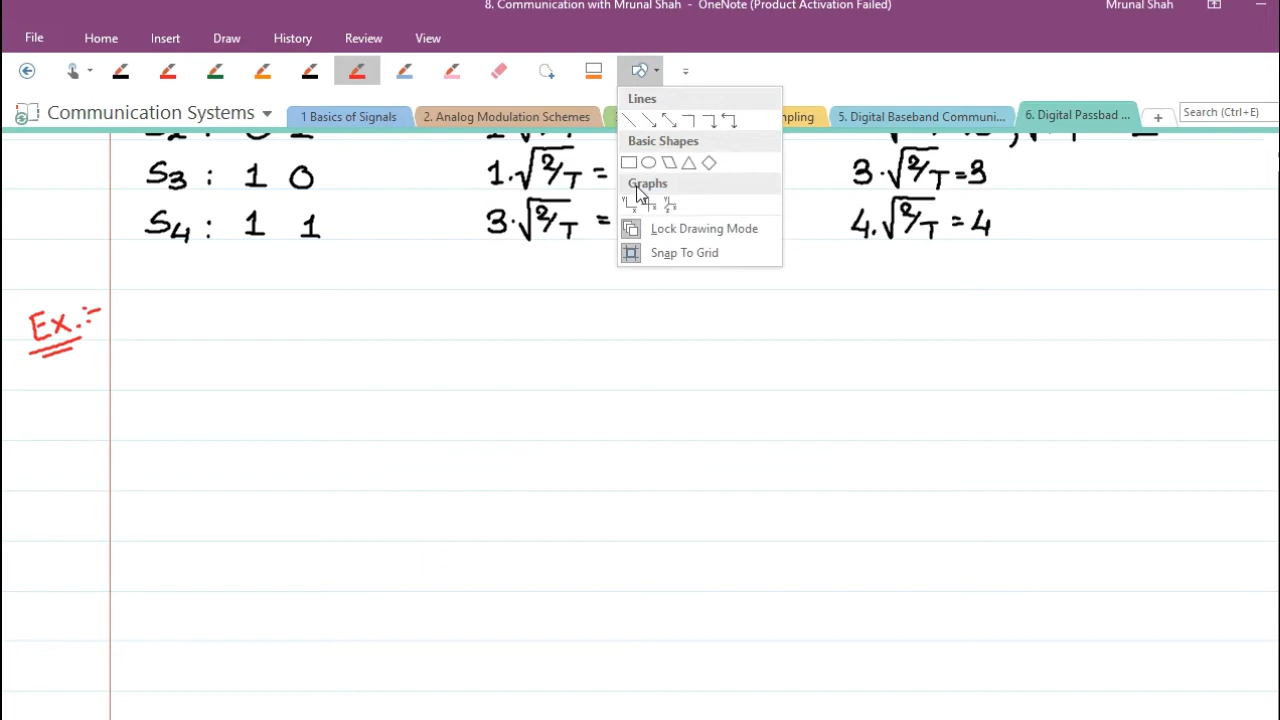 8. Communication with Mrunal Shah - OneNote (Product Activation Failed)
Mrunal Shah
File Home Insert Draw History Review View
Communication Systems
1 Basics of Signals
2. Analog Modulation Schemes
pling
5. Digital Baseband Communi...
6. Digital Passbad ...
Search (Ctrl+E)
Lines
Basic Shapes
Graphs
Lock Drawing Mode
Snap To Grid
S3 : 1 0 1.√2/T = 3.√2/T=3
S4 : 1 1 3.√2/T = 4.√2/T = 4
Ex.:-